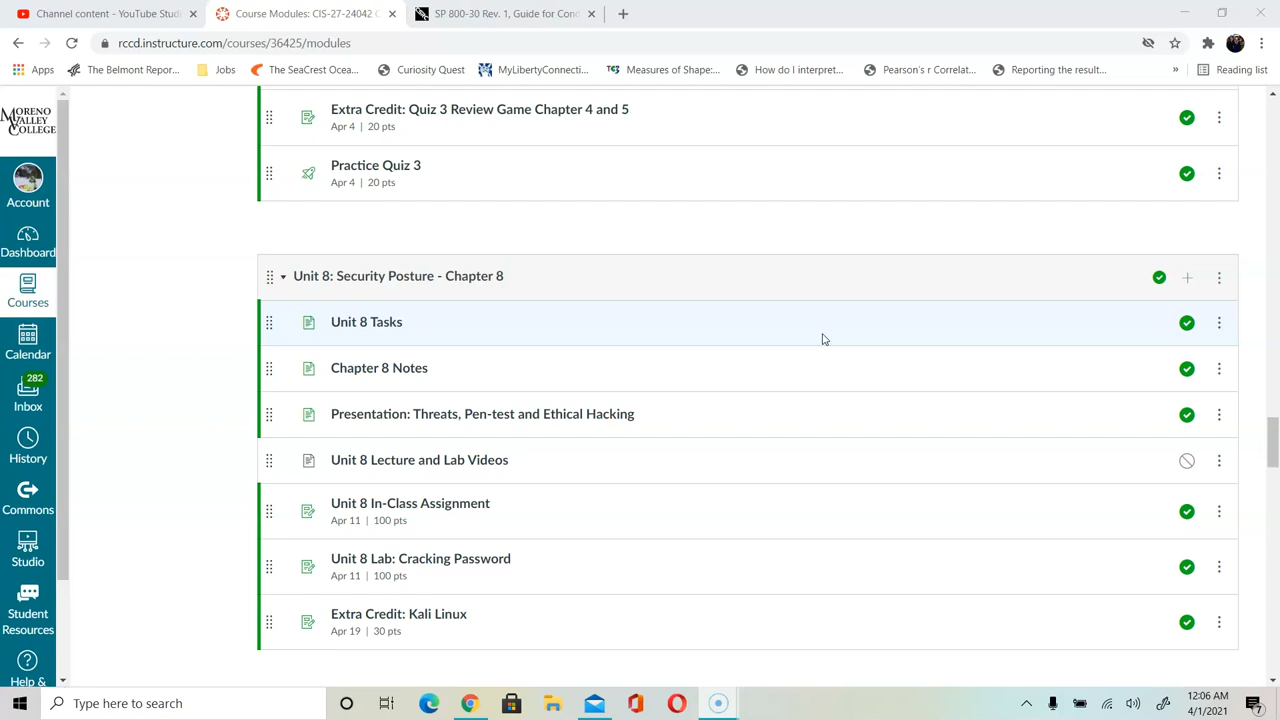 Channel content - YouTube Studi
Course Modules: CIS-27-24042 C
SP 800-30 Rev. 1, Guide for Con
rccd.instructure.com/courses/36425/modules
Apps
The Belmont Repor...
Jobs
The SeaCrest Ocea...
Curiosity Quest
MyLibertyConnecti...
Measures of Shape:...
How do I interpret...
Pearson's r Correlat...
Reporting the result...
»
Reading list
MORENO
VALLEY
COLLEGE
Account
Dashboard
Courses
Calendar
282
Inbox
History
Commons
Studio
Student
Resources
Help &
Extra Credit: Quiz 3 Review Game Chapter 4 and 5
Apr 4 | 20 pts
Practice Quiz 3
Apr 4 | 20 pts
Unit 8: Security Posture - Chapter 8
Unit 8 Tasks
Chapter 8 Notes
Presentation: Threats, Pen-test and Ethical Hacking
Unit 8 Lecture and Lab Videos
Unit 8 In-Class Assignment
Apr 11 | 100 pts
Unit 8 Lab: Cracking Password
Apr 11 | 100 pts
Extra Credit: Kali Linux
Apr 19 | 30 pts
Type here to search
12:06 AM
4/1/2021
7